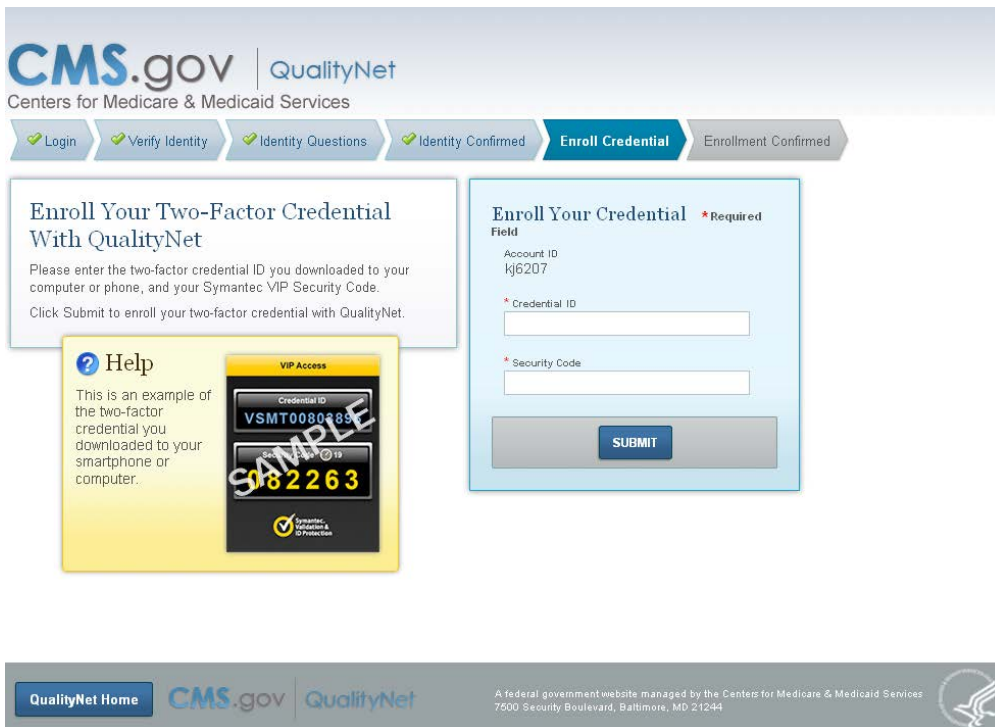 CMS.gov QualityNet
Centers for Medicare & Medicaid Services
Login Verify Identity Identity Questions Identity Confirmed Enroll Credential Enrollment Confirmed
Enroll Your Two-Factor Credential
With QualityNet
Please enter the two-factor credential ID you downloaded to your
computer or phone, and your Symantec VIP Security Code.
Click Submit to enroll your two-factor credential with QualityNet.
Help
This is an example of
the two-factor
credential you
downloaded to your
smartphone or
computer.
VIP Access
Credential ID
SAMPLE
Security Code 19
082263
Symantec.
Validation &
ID Protection
Enroll Your Credential *Required
Field
Account ID
kj6207
* Credential ID
* Security Code
SUBMIT
QualityNet Home CMS.gov QualityNet
A federal government website managed by the Centers for Medicare & Medicaid Services
7500 Security Boulevard, Baltimore, MD 21244